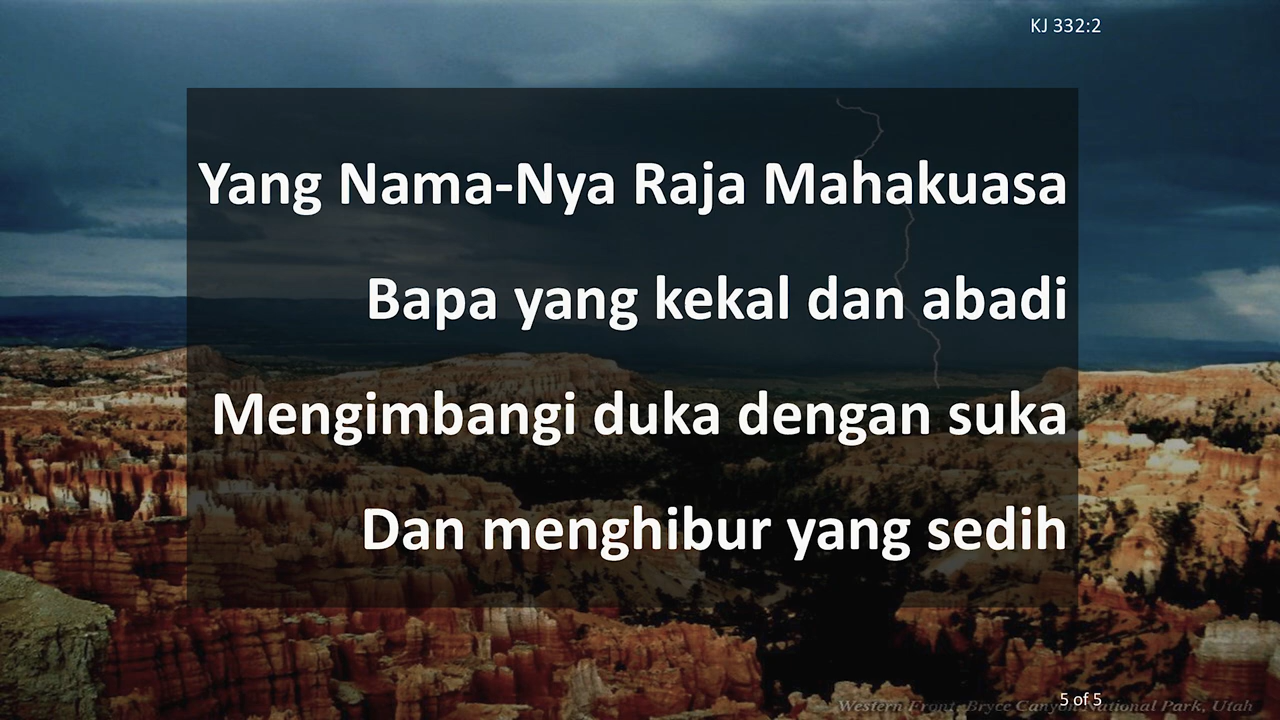 KJ 332:2
Yang Nama-Nya Raja Mahakuasa
Bapa yang kekal dan abadi
Mengimbangi duka dengan suka
Dan menghibur yang sedih
5 of 5
Western Front, Bryce Canyon National Park, Utah